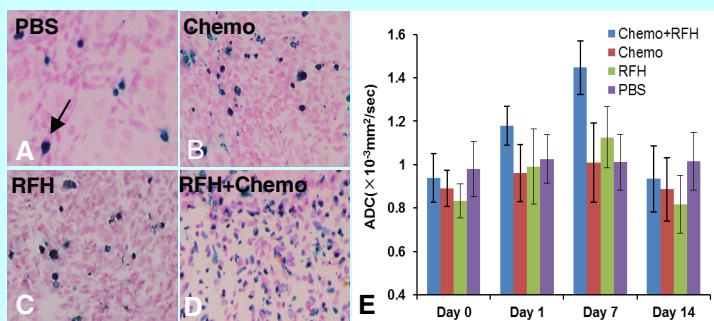 PBS
A
Chemo
B
RFH
C
RFH+Chemo
D
E
ADC(×10⁻³mm²/sec)
1.6
1.4
1.2
1
0.8
0.6
0.4
Chemo+RFH
Chemo
RFH
PBS
Day 0
Day 1
Day 7
Day 14